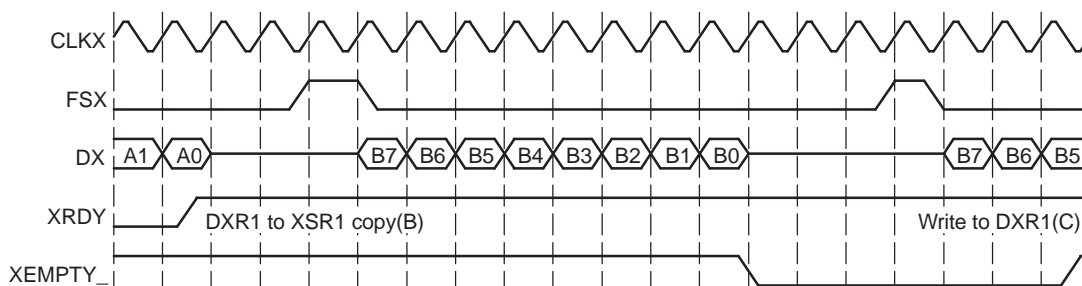 CLKX
FSX
DX A1 A0 B7 B6 B5 B4 B3 B2 B1 B0 B7 B6 B5
XRDY DXR1 to XSR1 copy(B) Write to DXR1(C)
XEMPTY_